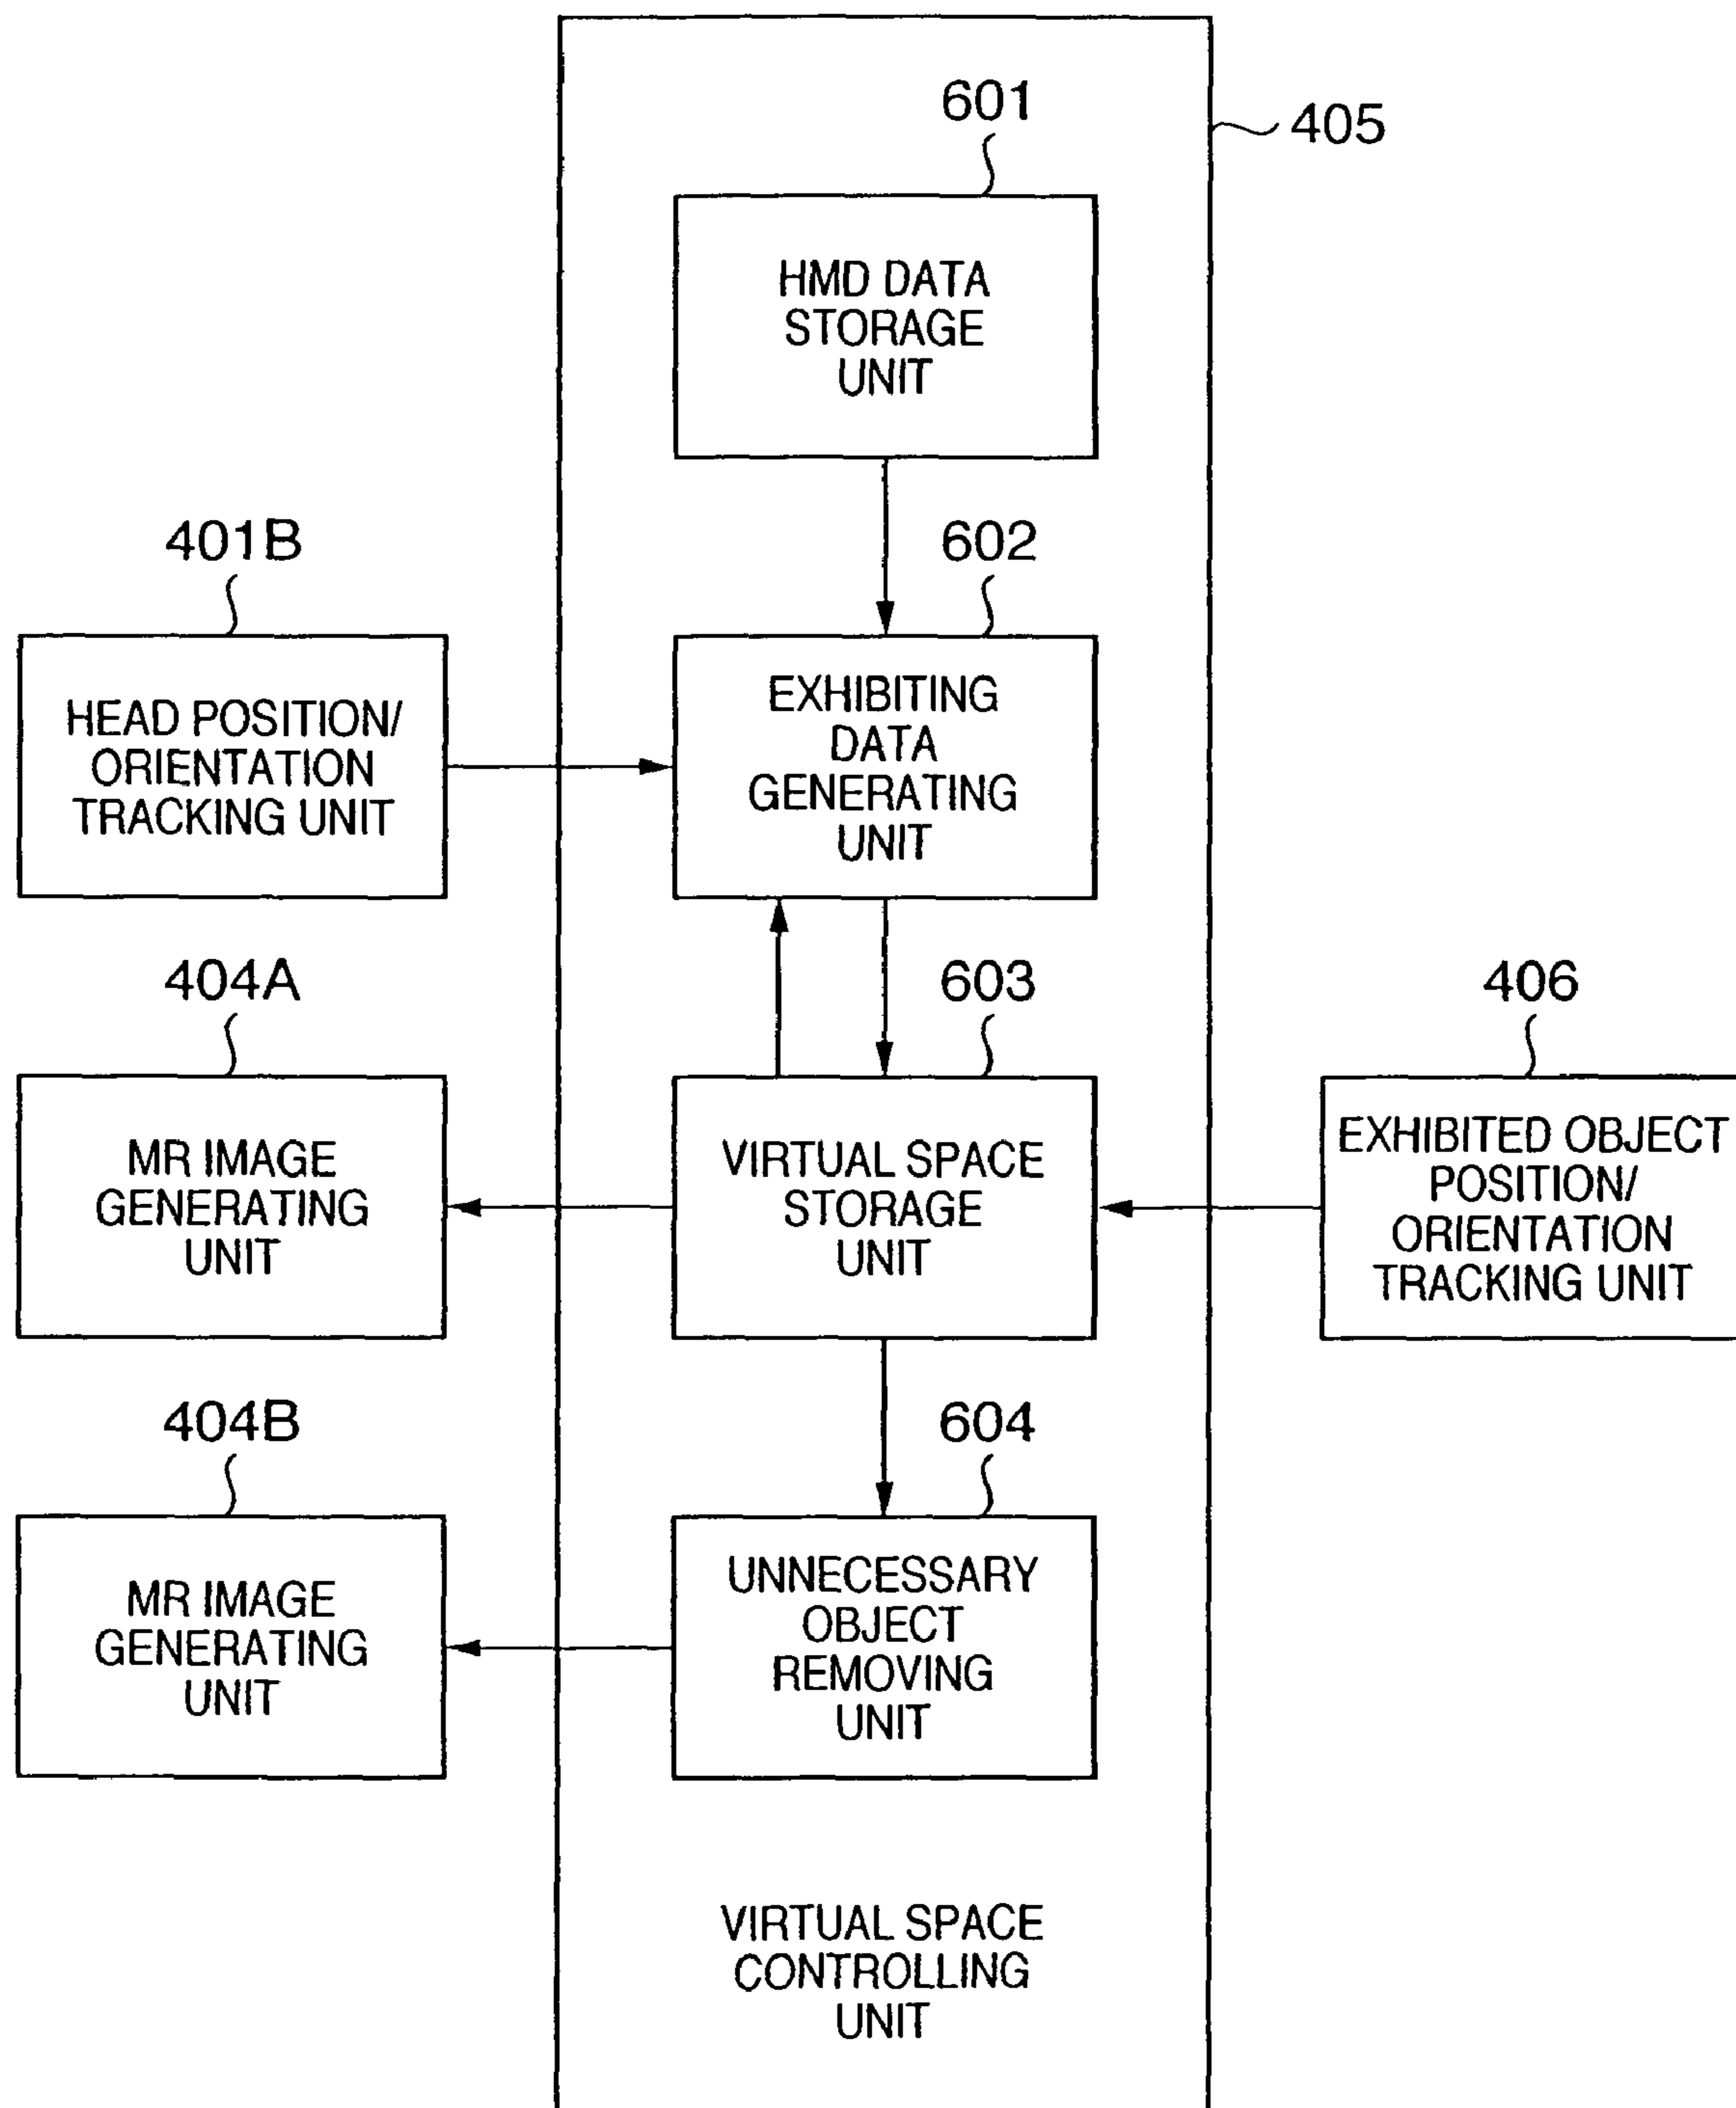 601
405
HMD DATA
STORAGE
UNIT
401B
602
HEAD POSITION/
ORIENTATION
TRACKING UNIT
EXHIBITING
DATA
GENERATING
UNIT
404A
603
406
MR IMAGE
GENERATING
UNIT
VIRTUAL SPACE
STORAGE
UNIT
EXHIBITED OBJECT
POSITION/
ORIENTATION
TRACKING UNIT
404B
604
MR IMAGE
GENERATING
UNIT
UNNECESSARY
OBJECT
REMOVING
UNIT
VIRTUAL SPACE
CONTROLLING
UNIT